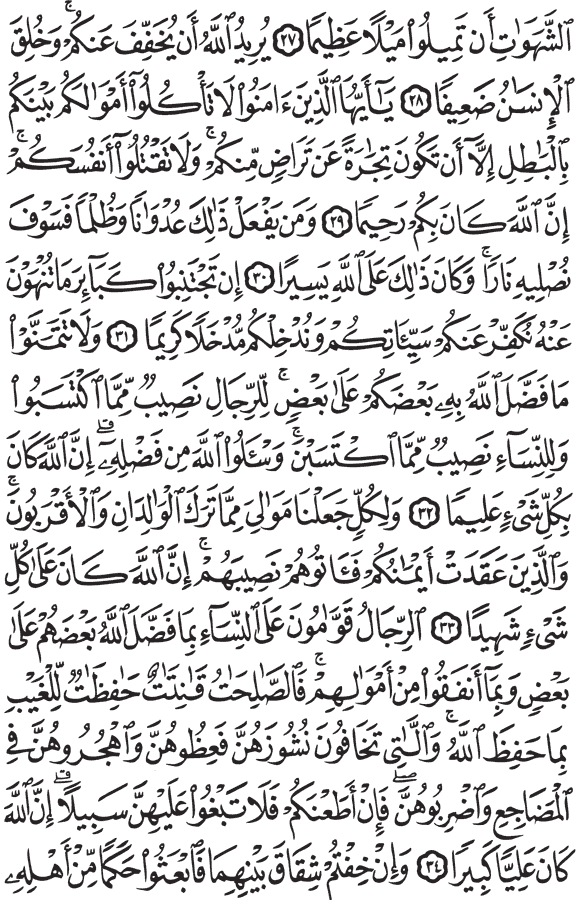 ٱلشَّهَوَٰتِ أَن تَمِيلُوا۟ مَيْلًا عَظِيمًا ٢٧ يُرِيدُ ٱللَّهُ أَن يُخَفِّفَ عَنكُمْ ۚ وَخُلِقَ
ٱلْإِنسَـٰنُ ضَعِيفًا ٢٨ يَـٰٓأَيُّهَا ٱلَّذِينَ ءَامَنُوا۟ لَا تَأْكُلُوٓا۟ أَمْوَٰلَكُم بَيْنَكُم
بِٱلْبَـٰطِلِ إِلَّآ أَن تَكُونَ تِجَـٰرَةً عَن تَرَاضٍ مِّنكُمْ ۚ وَلَا تَقْتُلُوٓا۟ أَنفُسَكُمْ ۚ
إِنَّ ٱللَّهَ كَانَ بِكُمْ رَحِيمًا ٢٩ وَمَن يَفْعَلْ ذَٰلِكَ عُدْوَٰنًا وَظُلْمًا فَسَوْفَ
نُصْلِيهِ نَارًا ۚ وَكَانَ ذَٰلِكَ عَلَى ٱللَّهِ يَسِيرًا ٣٠ إِن تَجْتَنِبُوا۟ كَبَآئِرَ مَا تُنْهَوْنَ
عَنْهُ نُكَفِّرْ عَنكُمْ سَيِّـَٔاتِكُمْ وَنُدْخِلْكُم مُّدْخَلًا كَرِيمًا ٣١ وَلَا تَتَمَنَّوْا۟
مَا فَضَّلَ ٱللَّهُ بِهِۦ بَعْضَكُمْ عَلَىٰ بَعْضٍ ۚ لِّلرِّجَالِ نَصِيبٌ مِّمَّا ٱكْتَسَبُوا۟
وَلِلنِّسَآءِ نَصِيبٌ مِّمَّا ٱكْتَسَبْنَ ۚ وَسْـَٔلُوا۟ ٱللَّهَ مِن فَضْلِهِۦٓ ۗ إِنَّ ٱللَّهَ كَانَ
بِكُلِّ شَىْءٍ عَلِيمًا ٣٢ وَلِكُلٍّ جَعَلْنَا مَوَٰلِىَ مِمَّا تَرَكَ ٱلْوَٰلِدَانِ وَٱلْأَقْرَبُونَ ۚ
وَٱلَّذِينَ عَقَدَتْ أَيْمَـٰنُكُمْ فَـَٔاتُوهُمْ نَصِيبَهُمْ ۚ إِنَّ ٱللَّهَ كَانَ عَلَىٰ كُلِّ
شَىْءٍ شَهِيدًا ٣٣ ٱلرِّجَالُ قَوَّٰمُونَ عَلَى ٱلنِّسَآءِ بِمَا فَضَّلَ ٱللَّهُ بَعْضَهُمْ عَلَىٰ
بَعْضٍ وَبِمَآ أَنفَقُوا۟ مِنْ أَمْوَٰلِهِمْ ۚ فَٱلصَّـٰلِحَـٰتُ قَـٰنِتَـٰتٌ حَـٰفِظَـٰتٌ لِّلْغَيْبِ
بِمَا حَفِظَ ٱللَّهُ ۚ وَٱلَّـٰتِى تَخَافُونَ نُشُوزَهُنَّ فَعِظُوهُنَّ وَٱهْجُرُوهُنَّ فِى
ٱلْمَضَاجِعِ وَٱضْرِبُوهُنَّ ۖ فَإِنْ أَطَعْنَكُمْ فَلَا تَبْغُوا۟ عَلَيْهِنَّ سَبِيلًا ۗ إِنَّ ٱللَّهَ
كَانَ عَلِيًّا كَبِيرًا ٣٤ وَإِنْ خِفْتُمْ شِقَاقَ بَيْنِهِمَا فَٱبْعَثُوا۟ حَكَمًا مِّنْ أَهْلِهِۦ